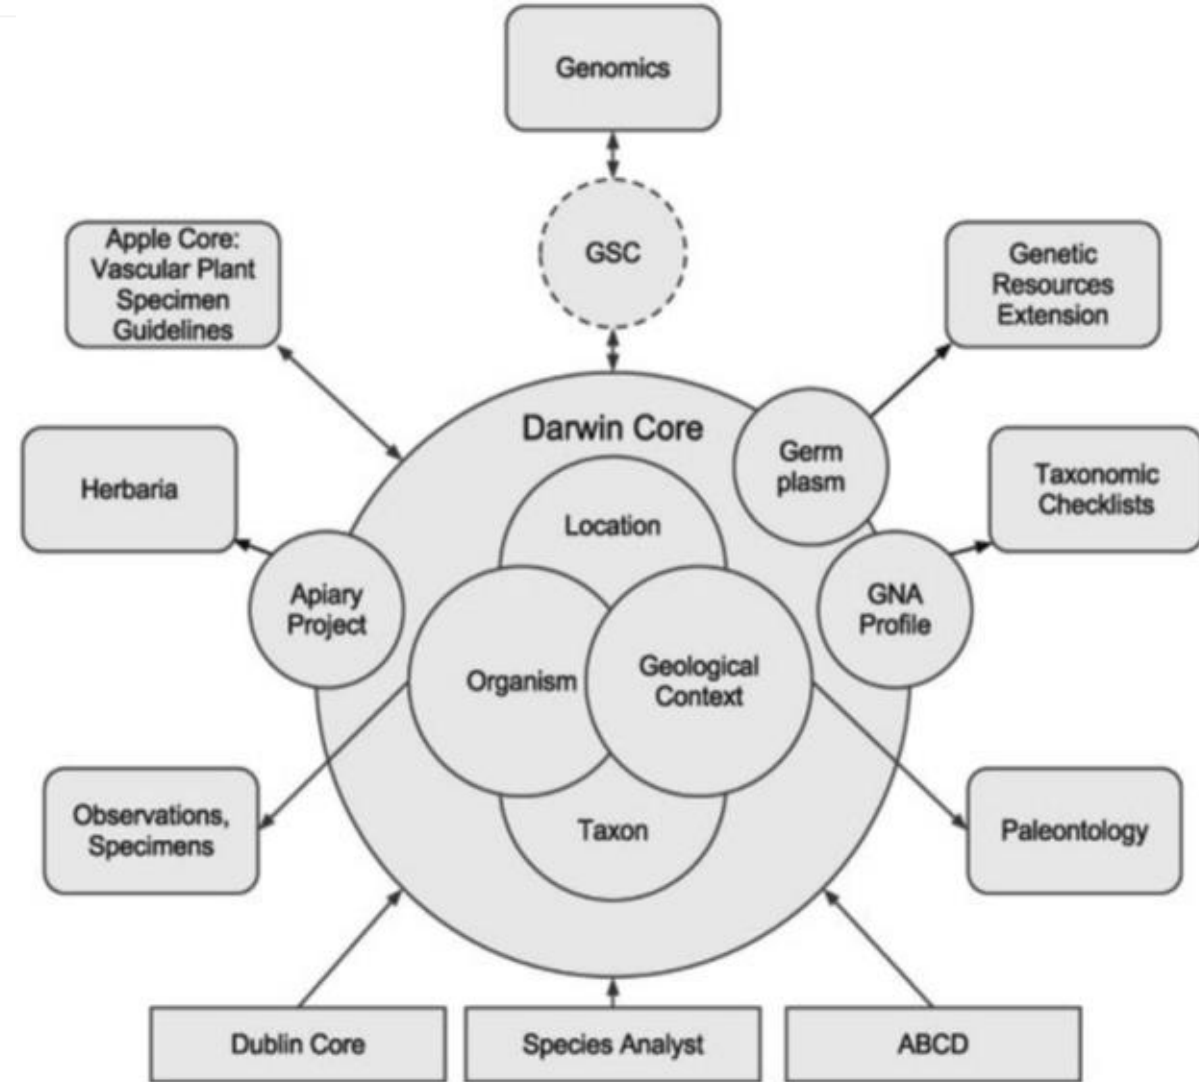 Genomics
GSC
Apple Core:
Vascular Plant
Specimen
Guidelines
Genetic
Resources
Extension
Darwin Core
Germ
plasm
Herbaria
Taxonomic
Checklists
Location
Apiary
Project
GNA
Profile
Organism
Geological
Context
Observations,
Specimens
Taxon
Paleontology
Dublin Core
Species Analyst
ABCD